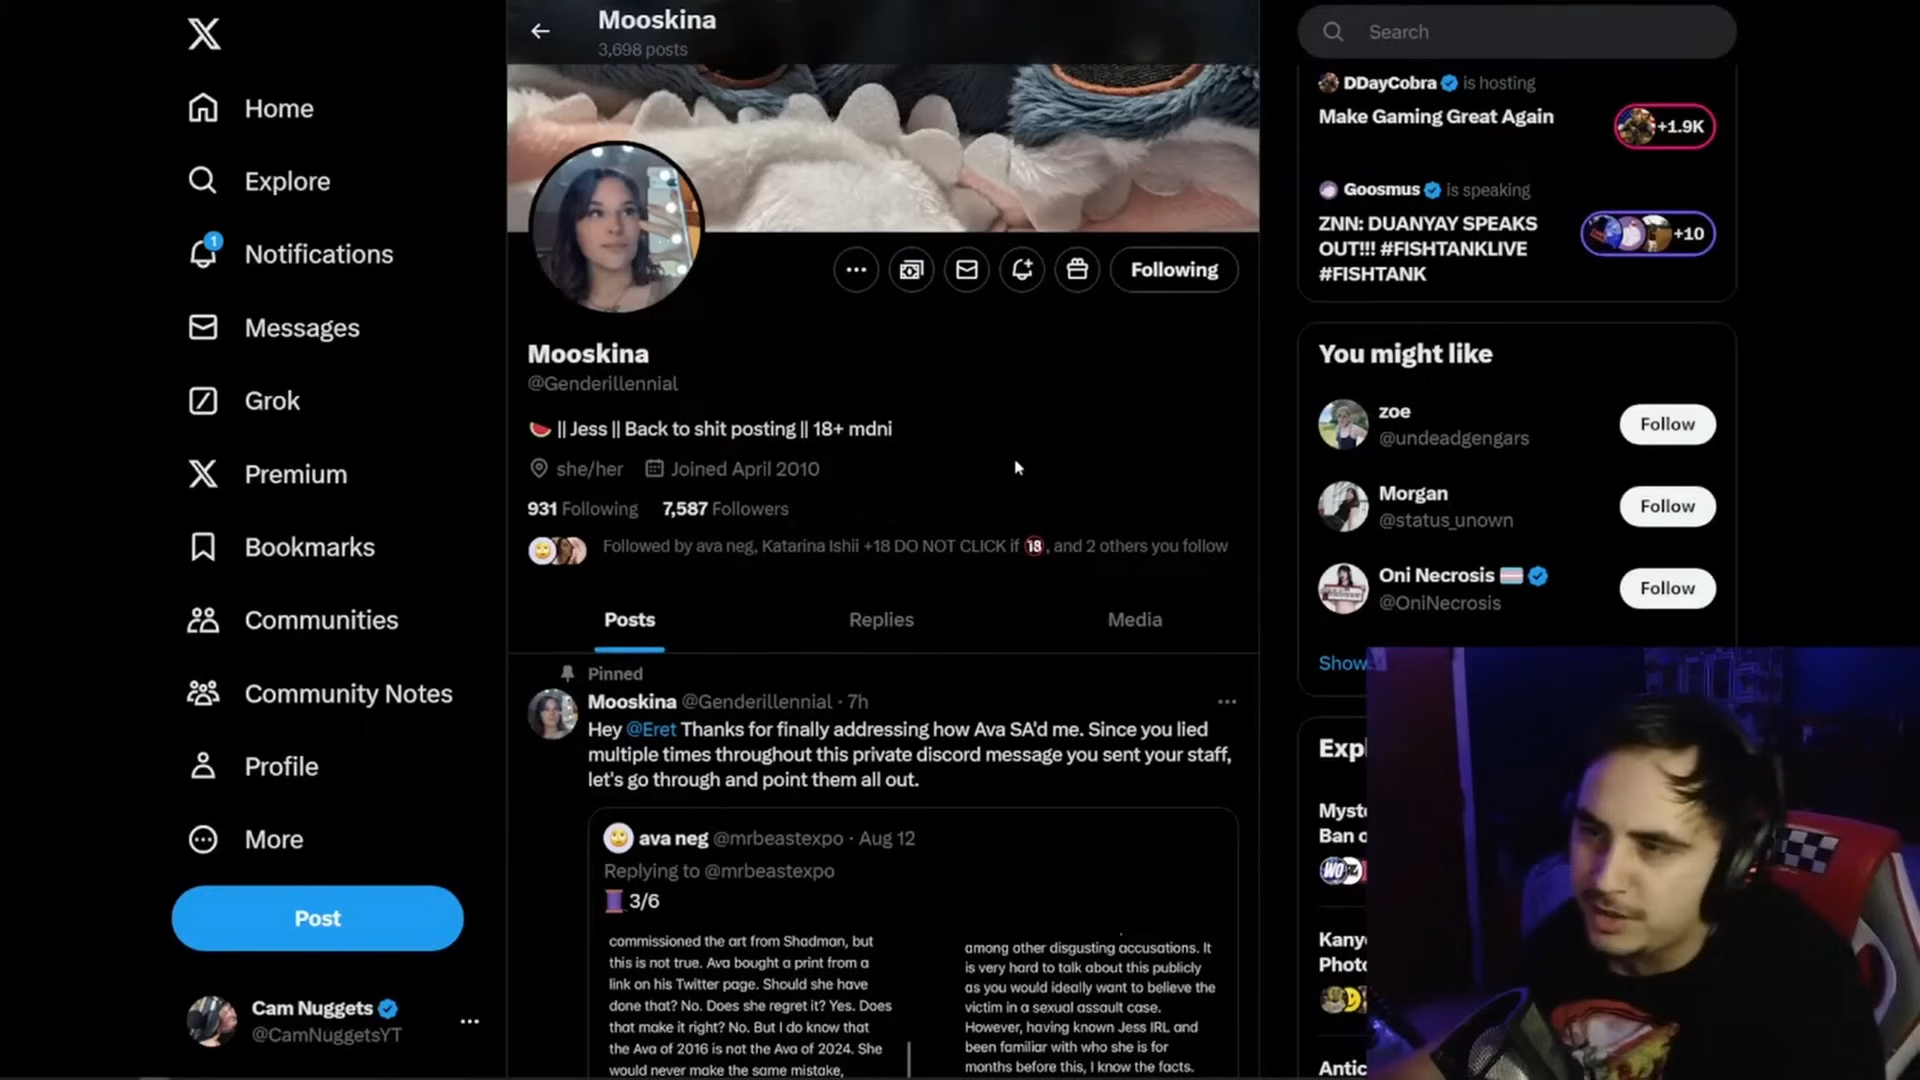 Home
Explore
1
Notifications
Messages
Grok
Premium
Bookmarks
Communities
Community Notes
Profile
More
Post
Cam Nuggets
@CamNuggetsYT
Mooskina
3,698 posts
Following
Mooskina
@Genderillennial
🍉 || Jess || Back to shit posting || 18+ mdni
she/her Joined April 2010
931 Following 7,587 Followers
Followed by ava neg, Katarina Ishii +18 DO NOT CLICK if 🔞, and 2 others you follow
Posts Replies Media
Pinned
Mooskina @Genderillennial · 7h
Hey @Eret Thanks for finally addressing how Ava SA'd me. Since you lied
multiple times throughout this private discord message you sent your staff,
let's go through and point them all out.
ava neg @mrbeastexpo · Aug 12
Replying to @mrbeastexpo
🧵 3/6
commissioned the art from Shadman, but
this is not true. Ava bought a print from a
link on his Twitter page. Should she have
done that? No. Does she regret it? Yes. Does
that make it right? No. But I do know that
the Ava of 2016 is not the Ava of 2024. She
would never make the same mistake,
among other disgusting accusations. It
is very hard to talk about this publicly
as you would ideally want to believe the
victim in a sexual assault case.
However, having known Jess IRL and
been familiar with who she is for
months before this, I know the facts.
Search
DDayCobra is hosting
Make Gaming Great Again
+1.9K
Goosmus is speaking
ZNN: DUANYAY SPEAKS
OUT!!! #FISHTANKLIVE
#FISHTANK
+10
You might like
zoe
@undeadgengars
Follow
Morgan
@status_unown
Follow
Oni Necrosis
@OniNecrosis
Follow
Show
Expl
Myste
Ban o
Kany
Photo
Antic